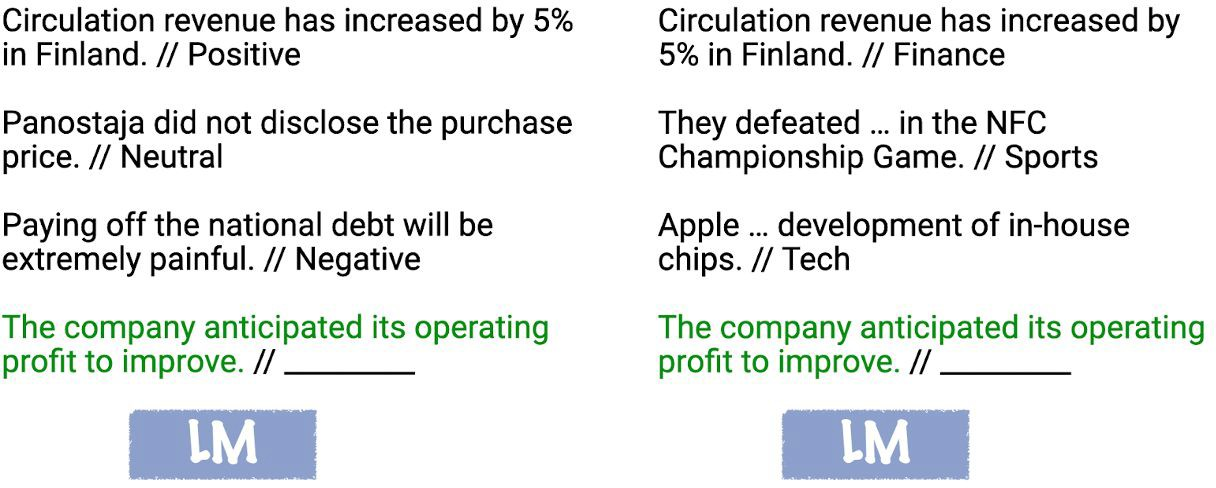 Circulation revenue has increased by 5%
in Finland. // Positive
Panostaja did not disclose the purchase
price. // Neutral
Paying off the national debt will be
extremely painful. // Negative
The company anticipated its operating
profit to improve. // ________
LM
Circulation revenue has increased by
5% in Finland. // Finance
They defeated ... in the NFC
Championship Game. // Sports
Apple ... development of in-house
chips. // Tech
The company anticipated its operating
profit to improve. // ________
LM